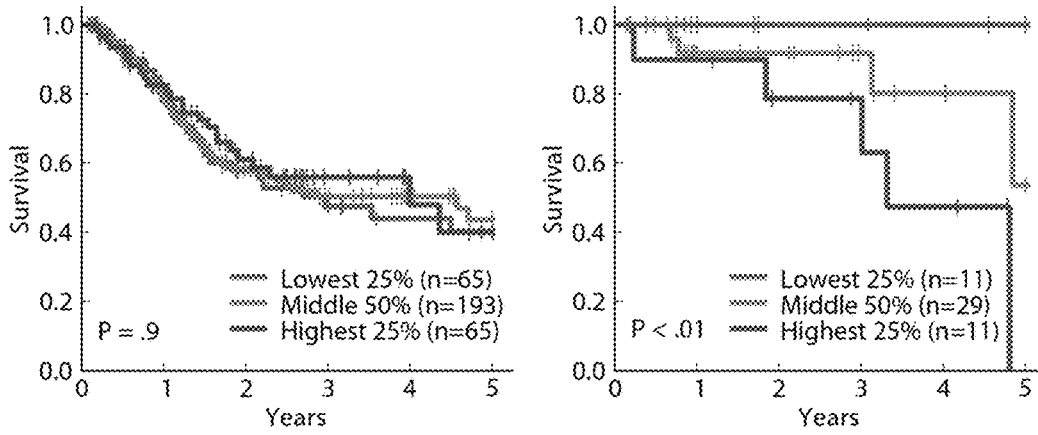 1.0
0.8
0.6
0.4
0.2
0.0
Survival
Lowest 25% (n=65)
Middle 50% (n=193)
Highest 25% (n=65)
P = .9
0 1 2 3 4 5
Years
1.0
0.8
0.6
0.4
0.2
0.0
Survival
Lowest 25% (n=11)
Middle 50% (n=29)
Highest 25% (n=11)
P < .01
0 1 2 3 4 5
Years